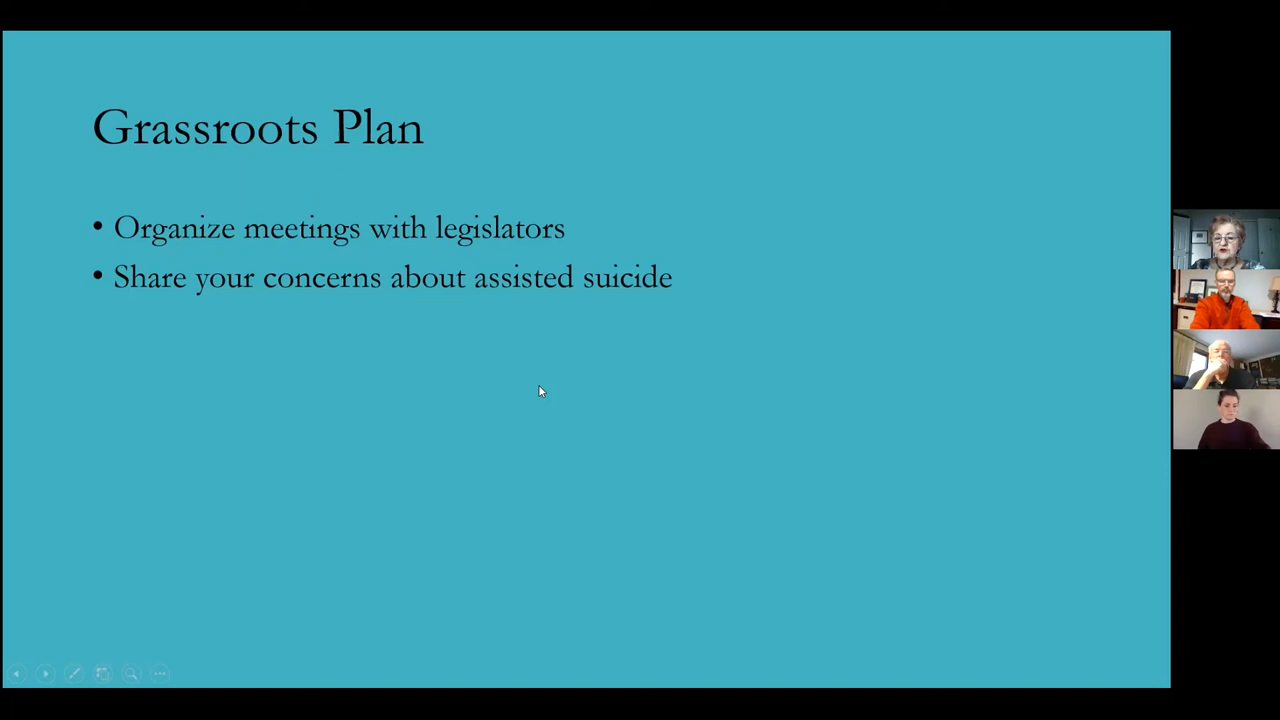 Grassroots Plan
• Organize meetings with legislators
• Share your concerns about assisted suicide